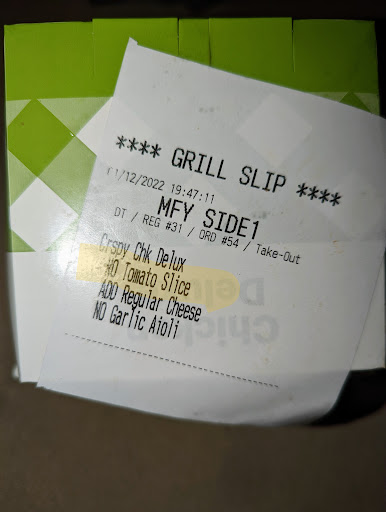 **** GRILL SLIP ****
11/12/2022 19:47:11
MFY SIDE1
DT / REG #31 / ORD #54 / Take-Out
Crspy Chk Delux
NO Tomato Slice
ADD Regular Cheese
NO Garlic Aioli